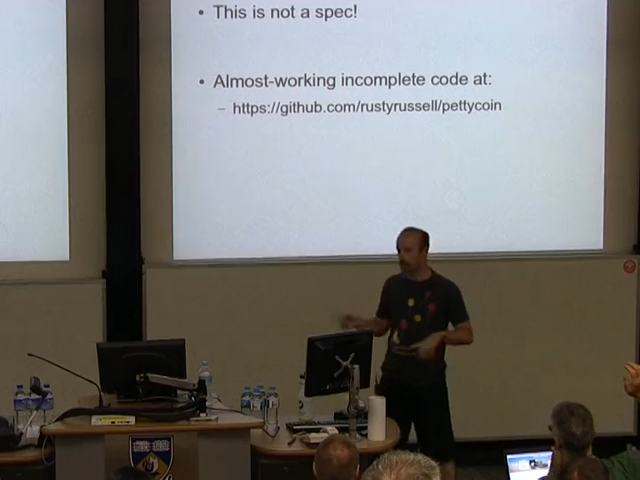 • This is not a spec!
• Almost-working incomplete code at:
– https://github.com/rustyrussell/pettycoin